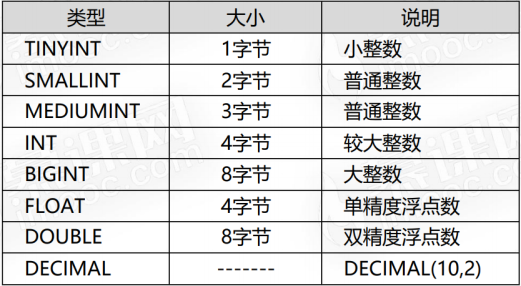 类型 大小 说明
TINYINT 1字节 小整数
SMALLINT 2字节 普通整数
MEDIUMINT 3字节 普通整数
INT 4字节 较大整数
BIGINT 8字节 大整数
FLOAT 4字节 单精度浮点数
DOUBLE 8字节 双精度浮点数
DECIMAL ------- DECIMAL(10,2)